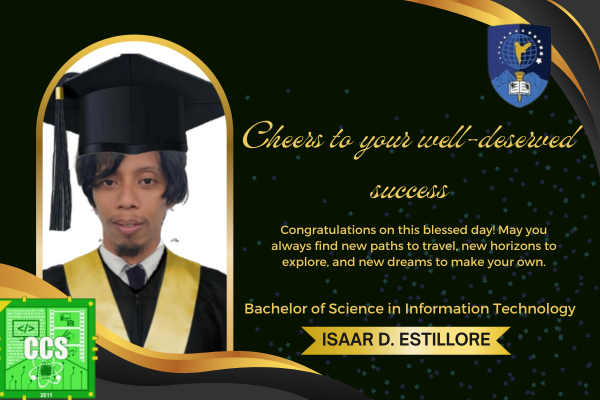 Cheers to your well-deserved
success
Congratulations on this blessed day! May you
always find new paths to travel, new horizons to
explore, and new dreams to make your own.
Bachelor of Science in Information Technology
ISAAR D. ESTILLORE
</>
CCS
2011